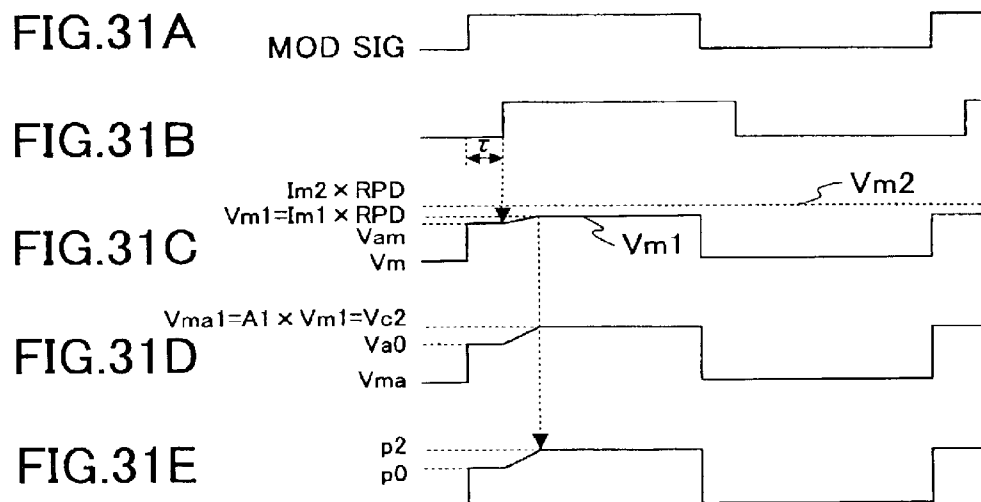 FIG.31A
MOD SIG
FIG.31B
τ
Im2 × RPD
Vm2
Vm1=Im1 × RPD
Vam
Vm1
FIG.31C
Vm
Vma1=A1 × Vm1=Vc2
FIG.31D
Va0
Vma
p2
FIG.31E
p0